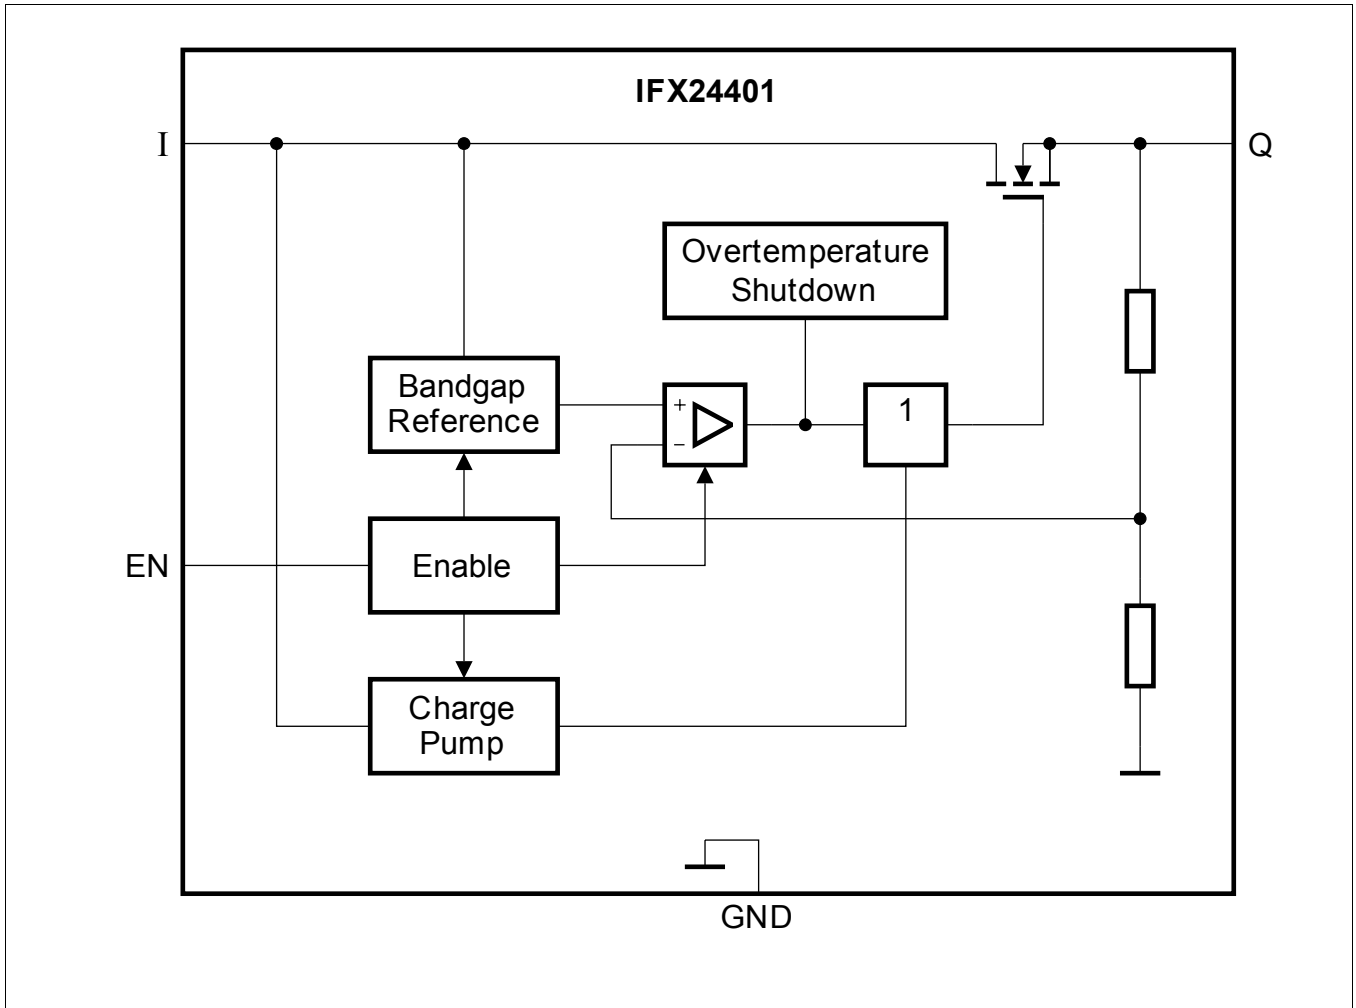 IFX24401
I
Q
Overtemperature
Shutdown
Bandgap
Reference
+
−
1
EN
Enable
Charge
Pump
GND